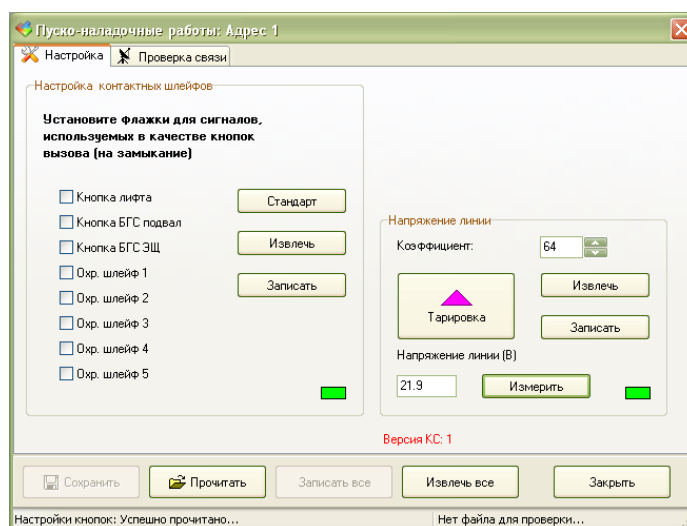 Пуско-наладочные работы: Адрес 1
Настройка
Проверка связи
Настройка контактных шлейфов
Установите флажки для сигналов,
используемых в качестве кнопок
вызова (на замыкание)
Кнопка лифта
Кнопка БГС подвал
Кнопка БГС ЭЩ
Охр. шлейф 1
Охр. шлейф 2
Охр. шлейф 3
Охр. шлейф 4
Охр. шлейф 5
Стандарт
Извлечь
Записать
Напряжение линии
Коэффициент: 64
Тарировка
Извлечь
Записать
Напряжение линии (В)
21.9
Измерить
Версия КС: 1
Сохранить
Прочитать
Записать все
Извлечь все
Закрыть
Настройки кнопок: Успешно прочитано...
Нет файла для проверки...